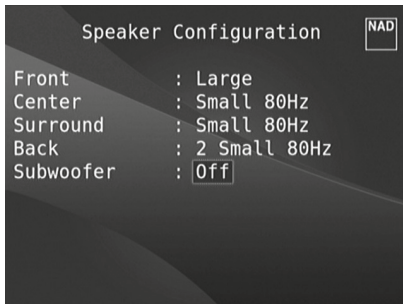 Speaker Configuration
NAD
Front : Large
Center : Small 80Hz
Surround : Small 80Hz
Back : 2 Small 80Hz
Subwoofer : Off